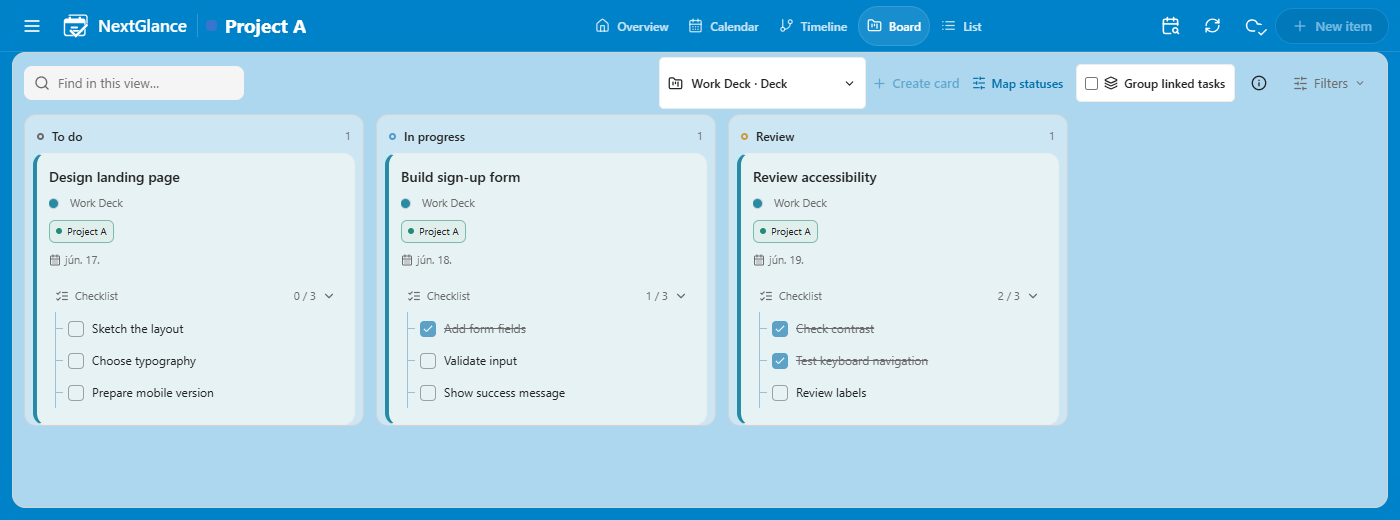 NextGlance
Project A
Overview
Calendar
Timeline
Board
List
New item
Find in this view...
Work Deck · Deck
Create card
Map statuses
Group linked tasks
Filters
To do 1
Design landing page
Work Deck
Project A
jún. 17.
Checklist 0 / 3
Sketch the layout
Choose typography
Prepare mobile version
In progress 1
Build sign-up form
Work Deck
Project A
jún. 18.
Checklist 1 / 3
Add form fields
Validate input
Show success message
Review 1
Review accessibility
Work Deck
Project A
jún. 19.
Checklist 2 / 3
Check contrast
Test keyboard navigation
Review labels